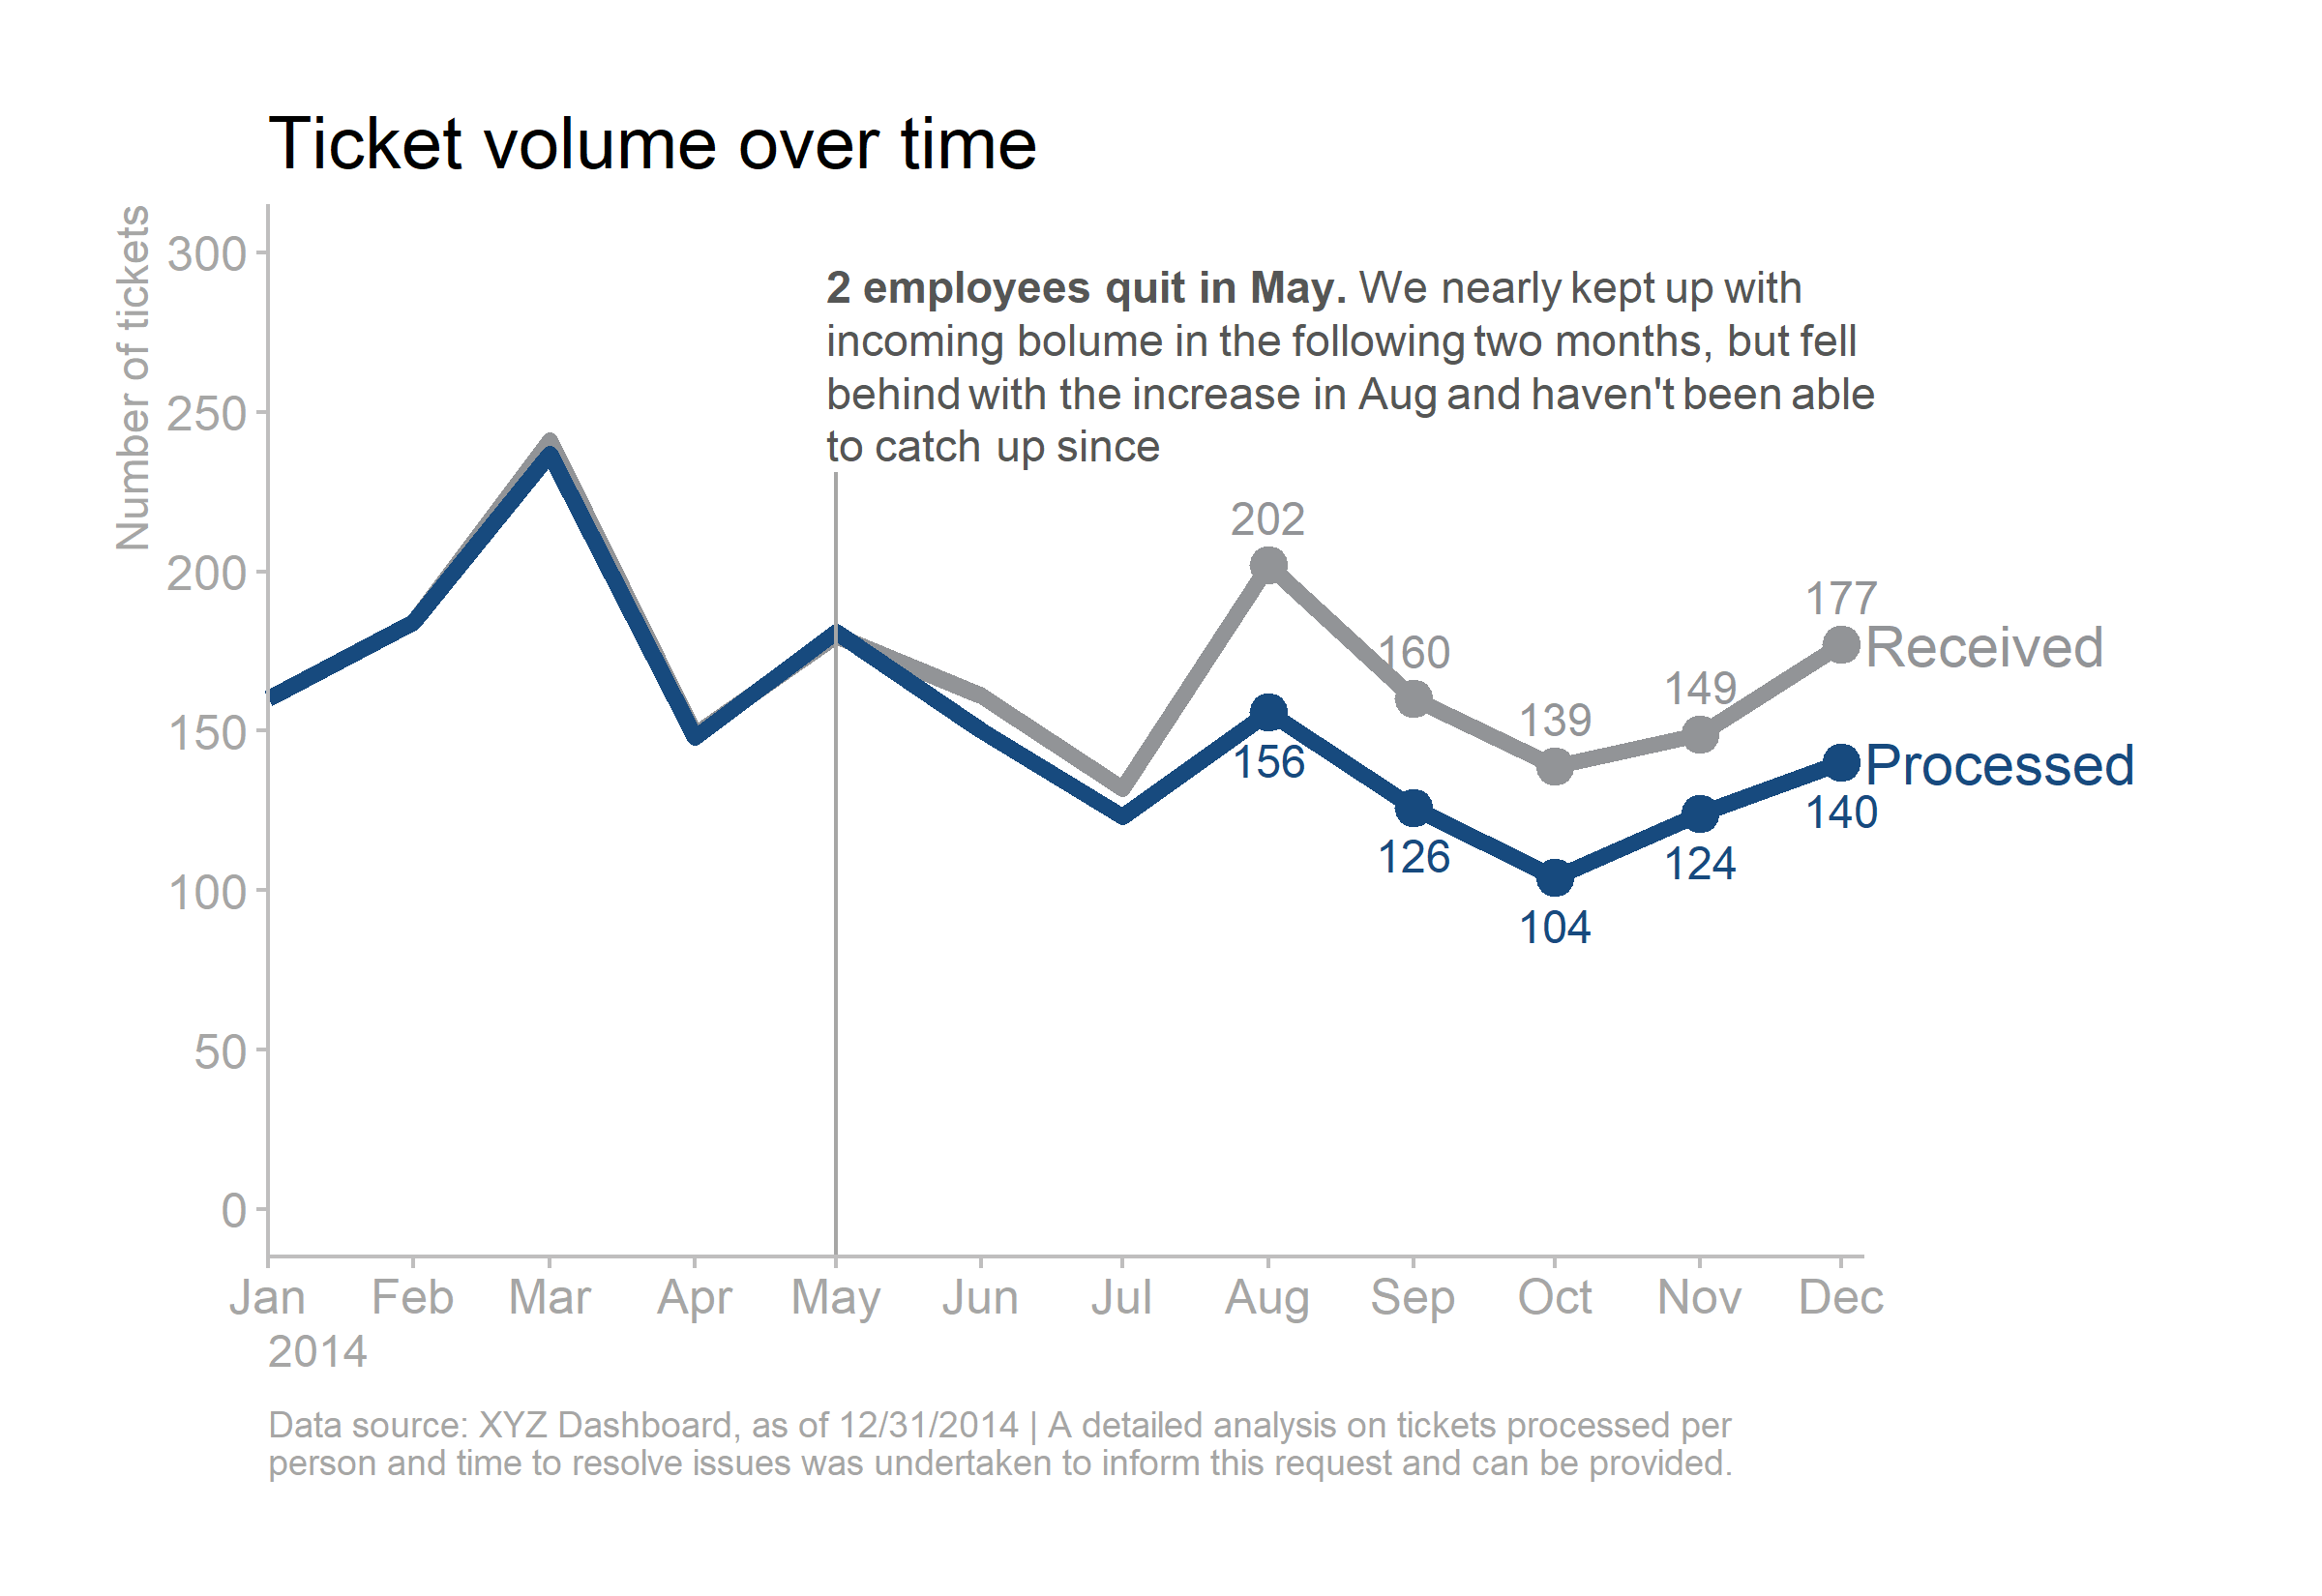 Ticket volume over time
Number of tickets
300
250
200
150
100
50
0
2 employees quit in May. We nearly kept up with
incoming bolume in the following two months, but fell
behind with the increase in Aug and haven't been able
to catch up since
202
160
139
149
177
Received
156
126
104
124
140
Processed
Jan Feb Mar Apr May Jun Jul Aug Sep Oct Nov Dec
2014
Data source: XYZ Dashboard, as of 12/31/2014 | A detailed analysis on tickets processed per
person and time to resolve issues was undertaken to inform this request and can be provided.